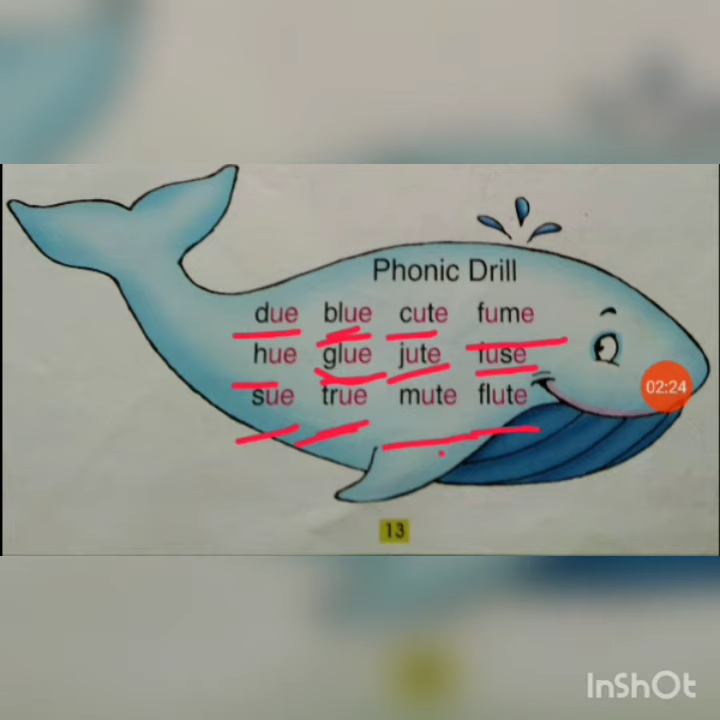 Phonic Drill
due blue cute fume
hue glue jute fuse
sue true mute flute
02:24
13
InShOt